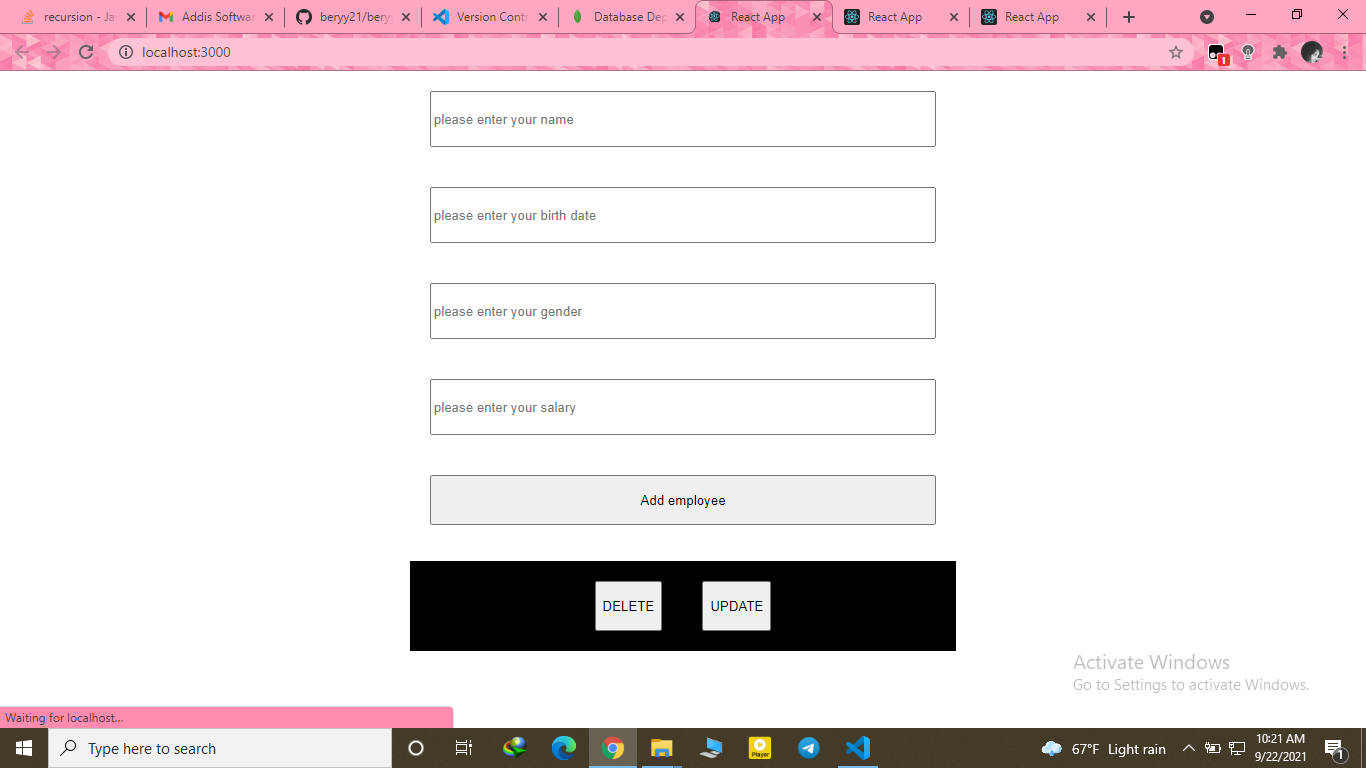 recursion - Ja
Addis Softwar
beryy21/bery
Version Contr
Database Dep
React App
React App
React App
localhost:3000
1
please enter your name
please enter your birth date
please enter your gender
please enter your salary
Add employee
DELETE
UPDATE
Activate Windows
Go to Settings to activate Windows.
Waiting for localhost...
Type here to search
Player
67°F Light rain
10:21 AM
9/22/2021
1